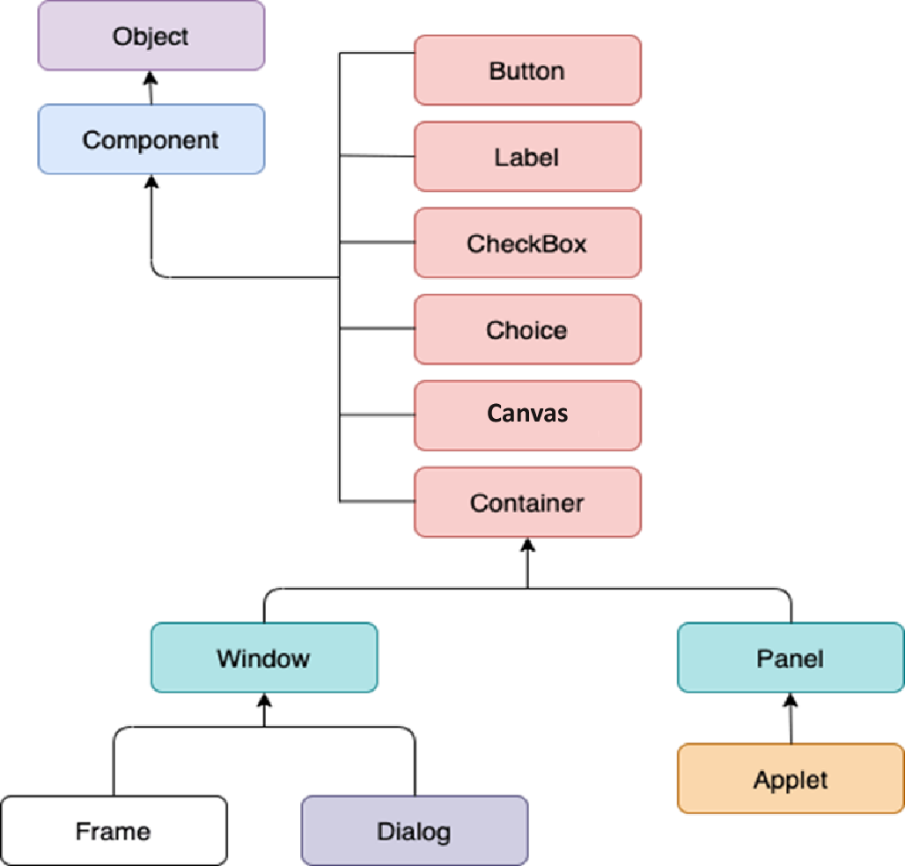 Object
Component
Button
Label
CheckBox
Choice
Canvas
Container
Window
Panel
Applet
Frame
Dialog